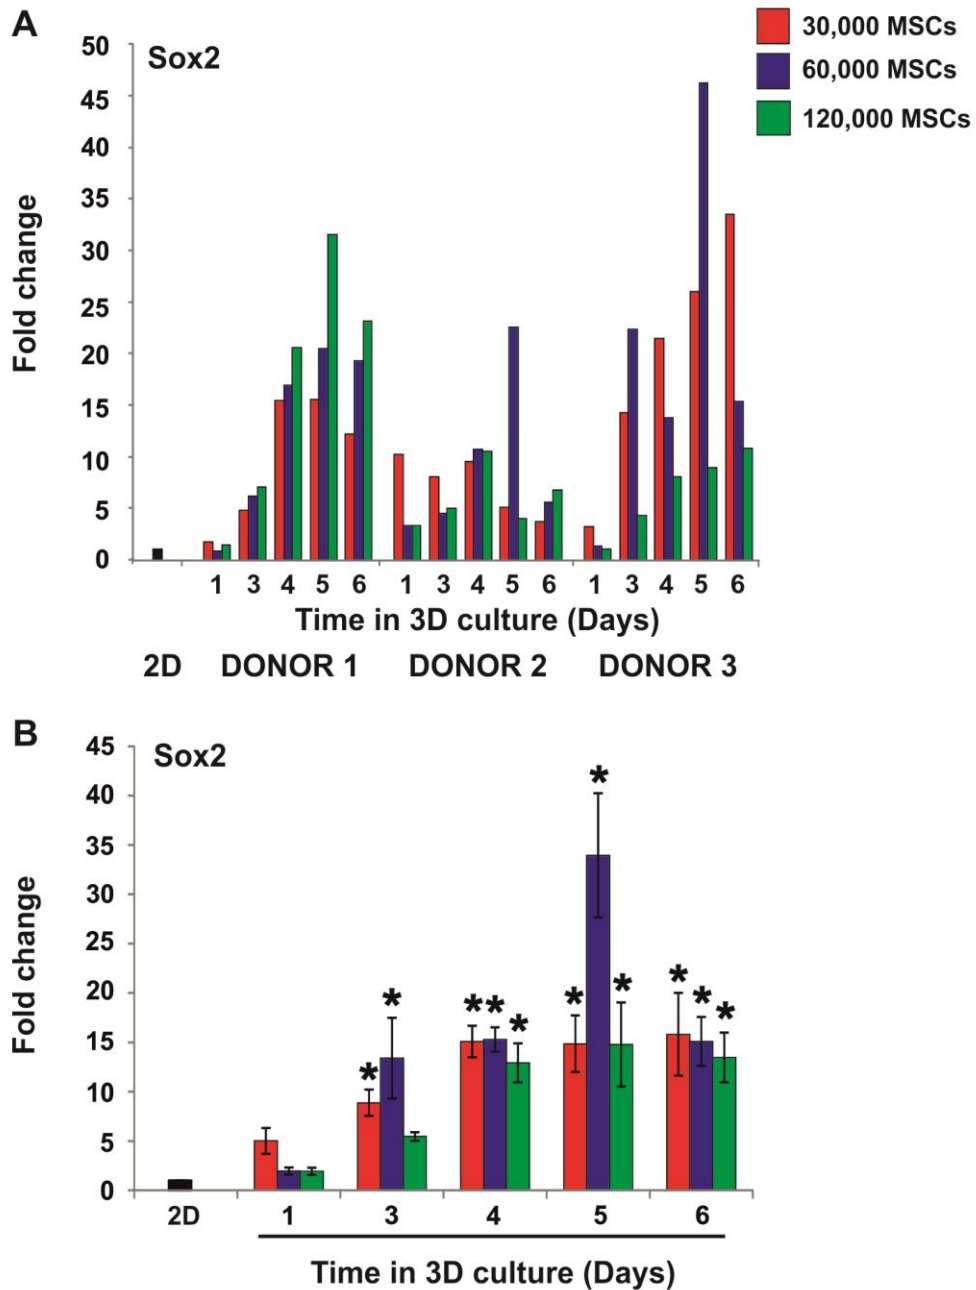 A
Sox2
30,000 MSCs
60,000 MSCs
120,000 MSCs
50
45
40
35
30
25
20
15
10
5
0
Fold change
1 3 4 5 6 1 3 4 5 6 1 3 4 5 6
Time in 3D culture (Days)
2D DONOR 1 DONOR 2 DONOR 3
B
Sox2
45
40
35
30
25
20
15
10
5
0
Fold change
* * * * * * * * * * *
2D 1 3 4 5 6
Time in 3D culture (Days)